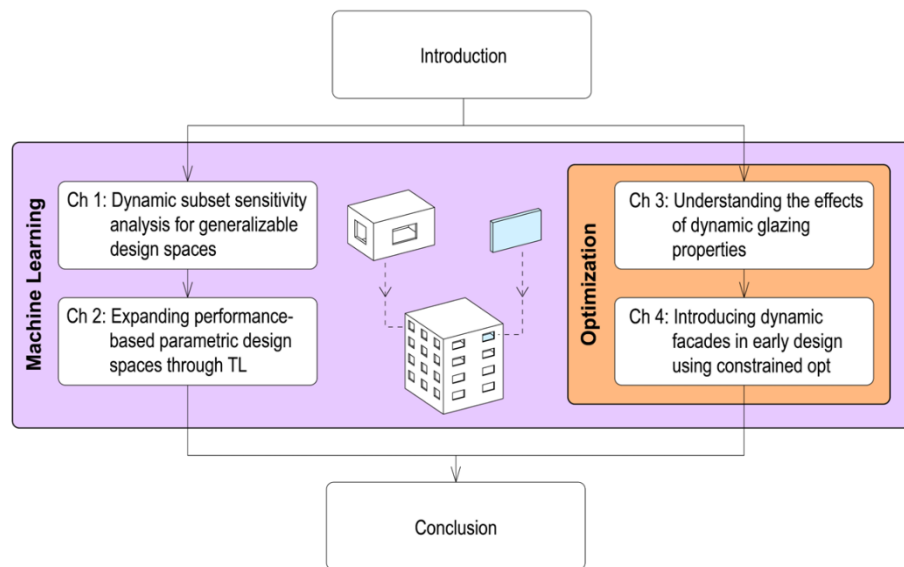 Introduction
Machine Learning
Ch 1: Dynamic subset sensitivity
analysis for generalizable
design spaces
Ch 2: Expanding performance-
based parametric design
spaces through TL
Optimization
Ch 3: Understanding the effects
of dynamic glazing
properties
Ch 4: Introducing dynamic
facades in early design
using constrained opt
Conclusion